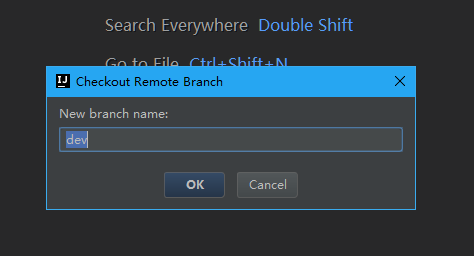 Search Everywhere Double Shift
Go to File Ctrl+Shift+N
IJ Checkout Remote Branch
New branch name:
dev
OK Cancel